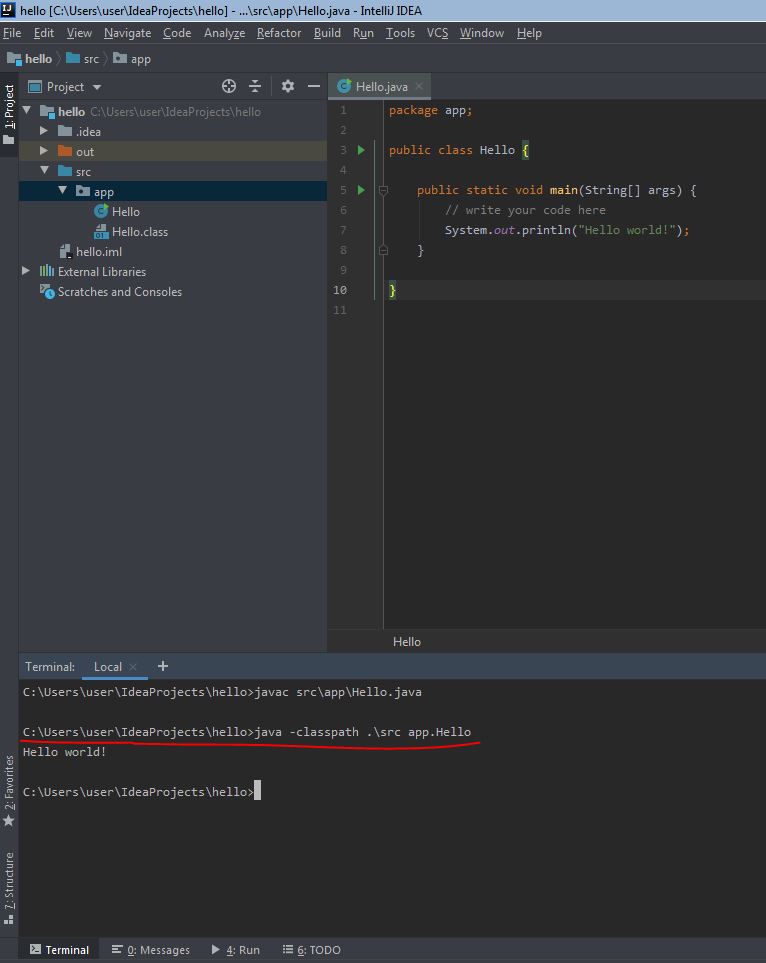 hello [C:\Users\user\IdeaProjects\hello] - ...\src\app\Hello.java - IntelliJ IDEA
File Edit View Navigate Code Analyze Refactor Build Run Tools VCS Window Help
hello src app
1: Project
Project
hello C:\Users\user\IdeaProjects\hello
.idea
out
src
app
Hello
Hello.class
hello.iml
External Libraries
Scratches and Consoles
Hello.java
1 package app;
2
3 public class Hello {
4
5 public static void main(String[] args) {
6 // write your code here
7 System.out.println("Hello world!");
8 }
9
10 }
11
Hello
Terminal: Local +
C:\Users\user\IdeaProjects\hello>javac src\app\Hello.java
C:\Users\user\IdeaProjects\hello>java -classpath .\src app.Hello
Hello world!
C:\Users\user\IdeaProjects\hello>
2: Favorites
7: Structure
Terminal 0: Messages 4: Run 6: TODO